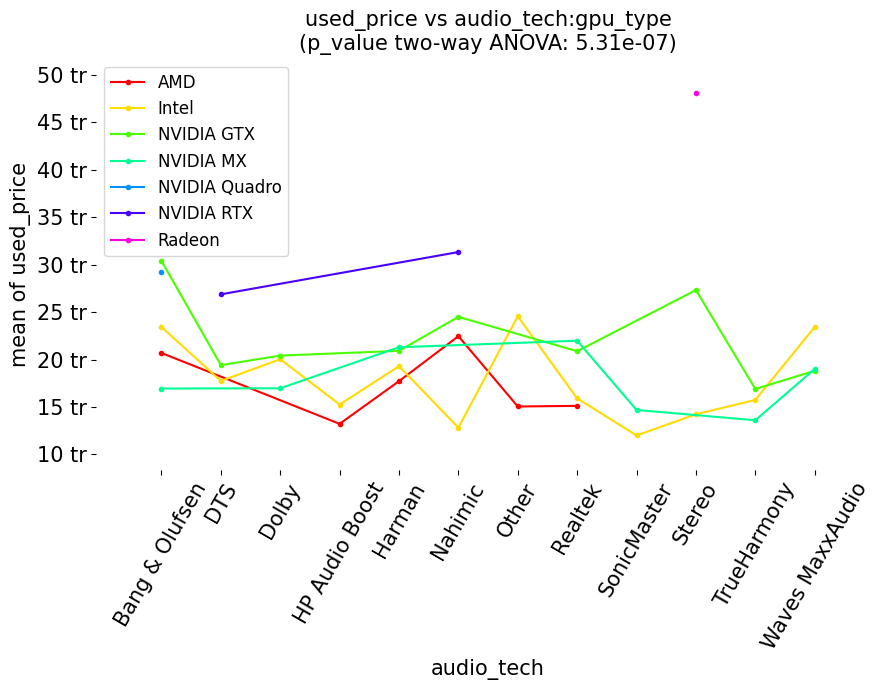 used_price vs audio_tech:gpu_type
(p_value two-way ANOVA: 5.31e-07)
AMD
Intel
NVIDIA GTX
NVIDIA MX
NVIDIA Quadro
NVIDIA RTX
Radeon
50 tr
45 tr
40 tr
35 tr
30 tr
25 tr
20 tr
15 tr
10 tr
mean of used_price
Bang & Olufsen
DTS
Dolby
HP Audio Boost
Harman
Nahimic
Other
Realtek
SonicMaster
Stereo
TrueHarmony
Waves MaxxAudio
audio_tech